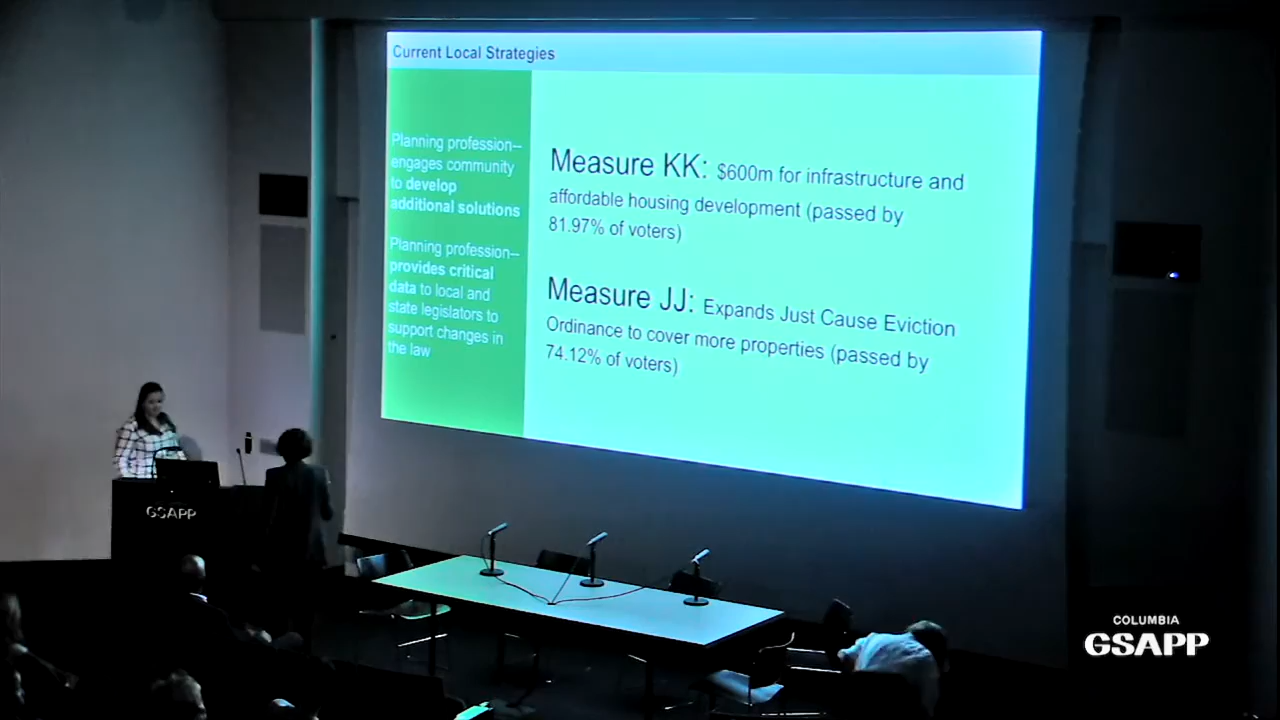 Current Local Strategies
Planning profession—
engages community
to develop
additional solutions
Planning profession—
provides critical
data to local and
state legislators to
support changes in
the law
Measure KK: $600m for infrastructure and
affordable housing development (passed by
81.97% of voters)
Measure JJ: Expands Just Cause Eviction
Ordinance to cover more properties (passed by
74.12% of voters)
GSAPP
COLUMBIA
GSAPP